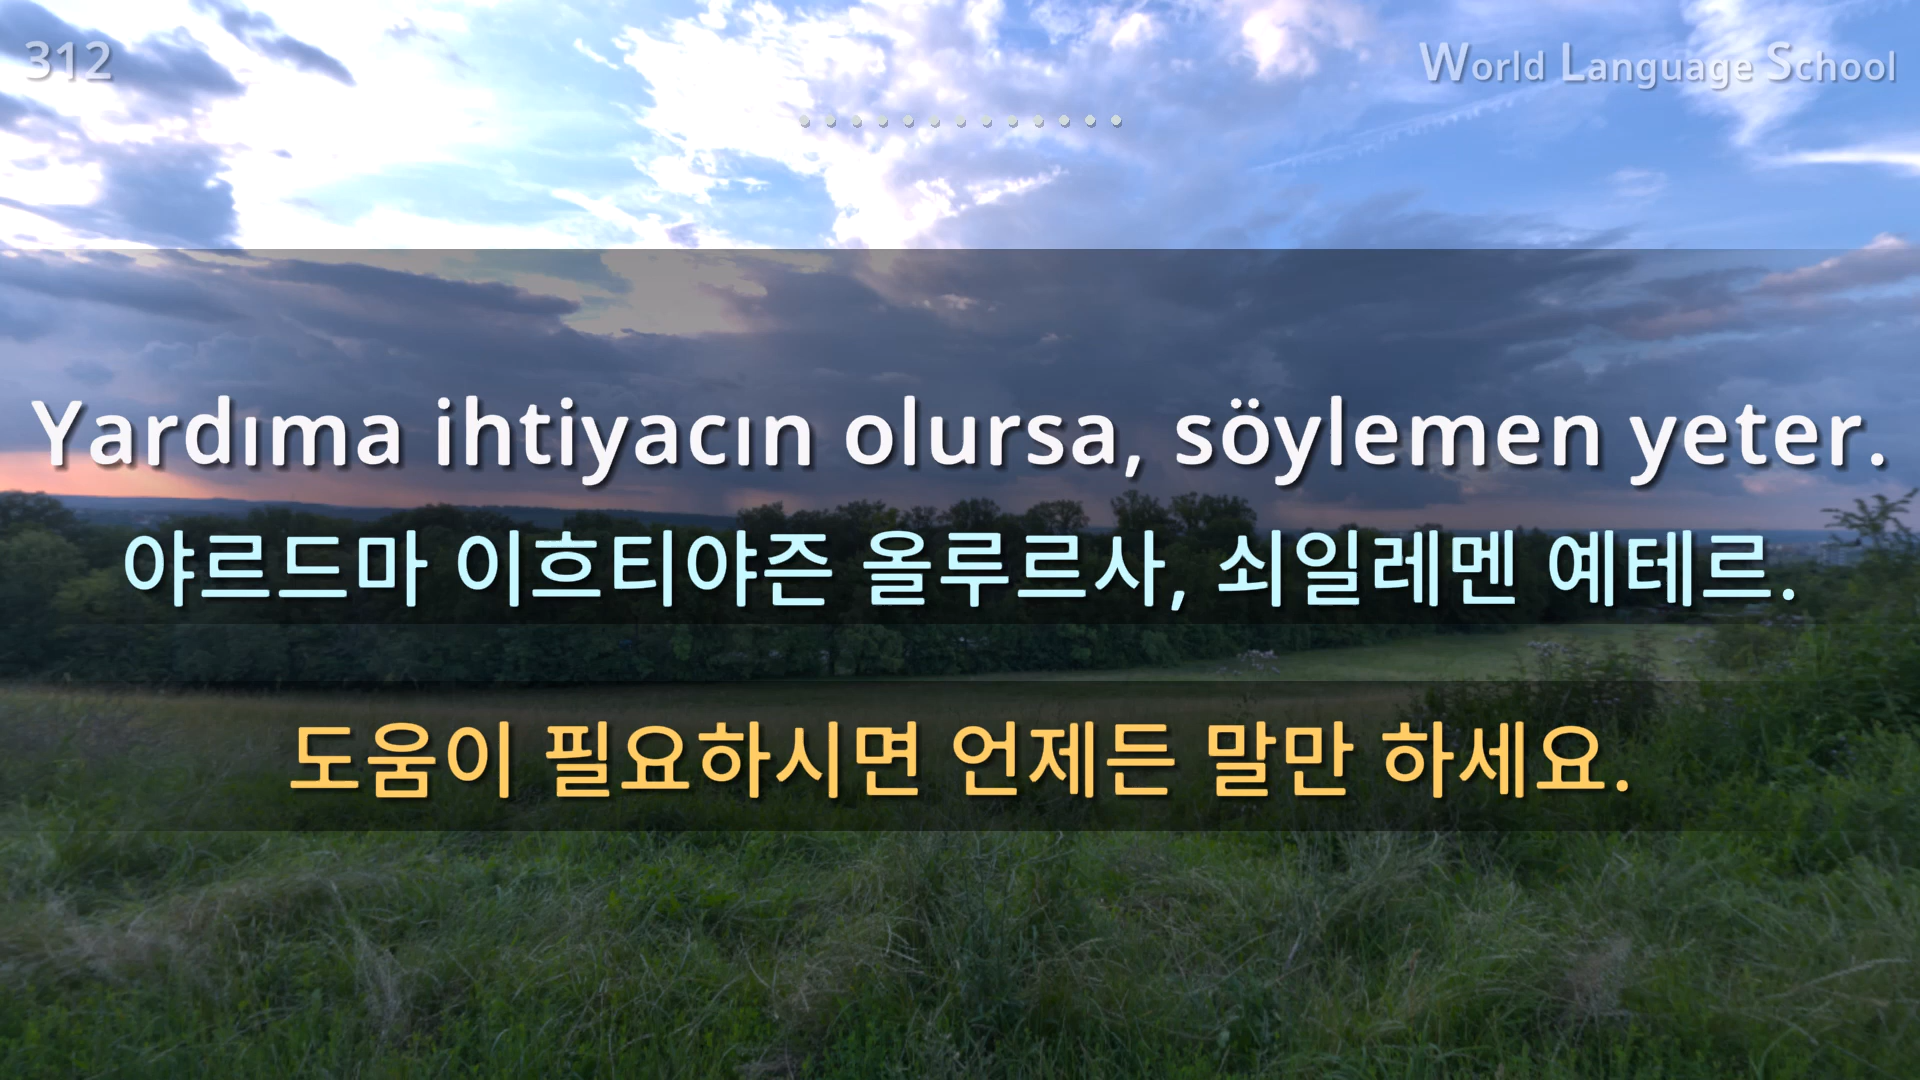 312
World Language School
Yardıma ihtiyacın olursa, söylemen yeter.
야르드마 이흐티야즌 올루르사, 쇠일레멘 예테르.
도움이 필요하시면 언제든 말만 하세요.